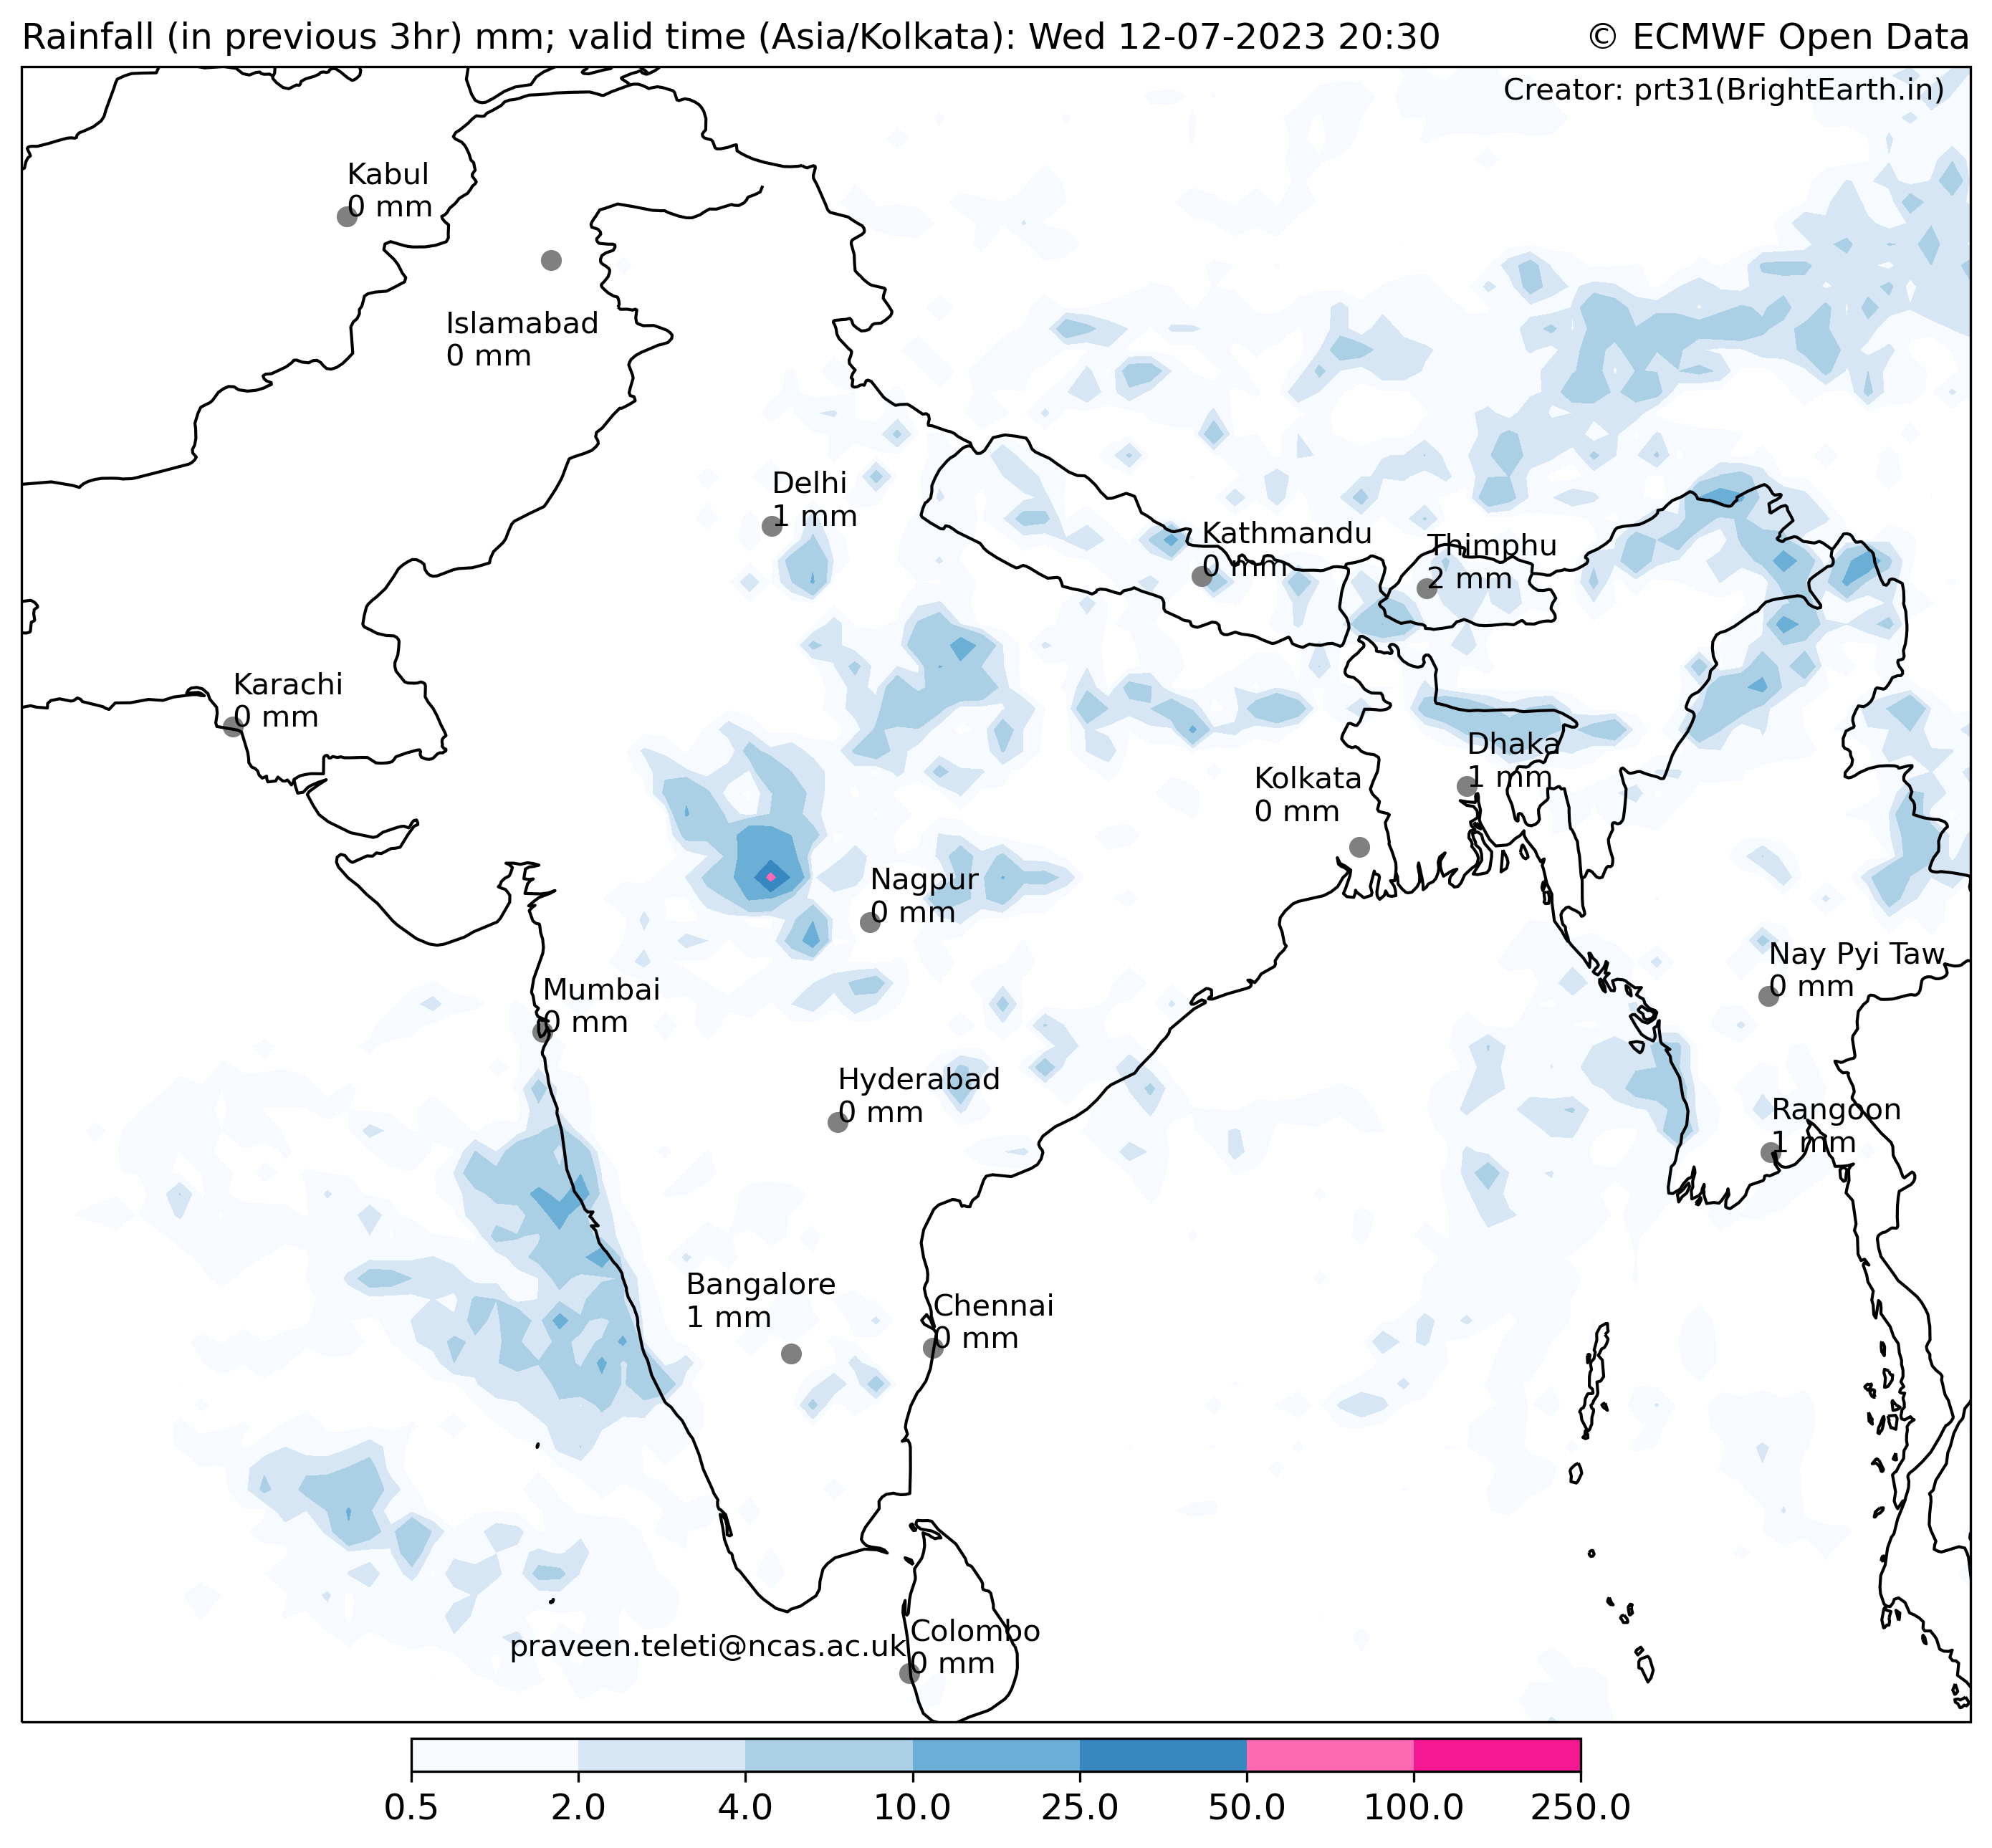 Rainfall (in previous 3hr) mm; valid time (Asia/Kolkata): Wed 12-07-2023 20:30
© ECMWF Open Data
Creator: prt31(BrightEarth.in)
Kabul
0 mm
Islamabad
0 mm
Delhi
1 mm
Kathmandu
0 mm
Thimphu
2 mm
Karachi
0 mm
Dhaka
1 mm
Kolkata
0 mm
Nagpur
0 mm
Nay Pyi Taw
0 mm
Mumbai
0 mm
Hyderabad
0 mm
Rangoon
1 mm
Bangalore
1 mm
Chennai
0 mm
Colombo
0 mm
praveen.teleti@ncas.ac.uk
0.5 2.0 4.0 10.0 25.0 50.0 100.0 250.0